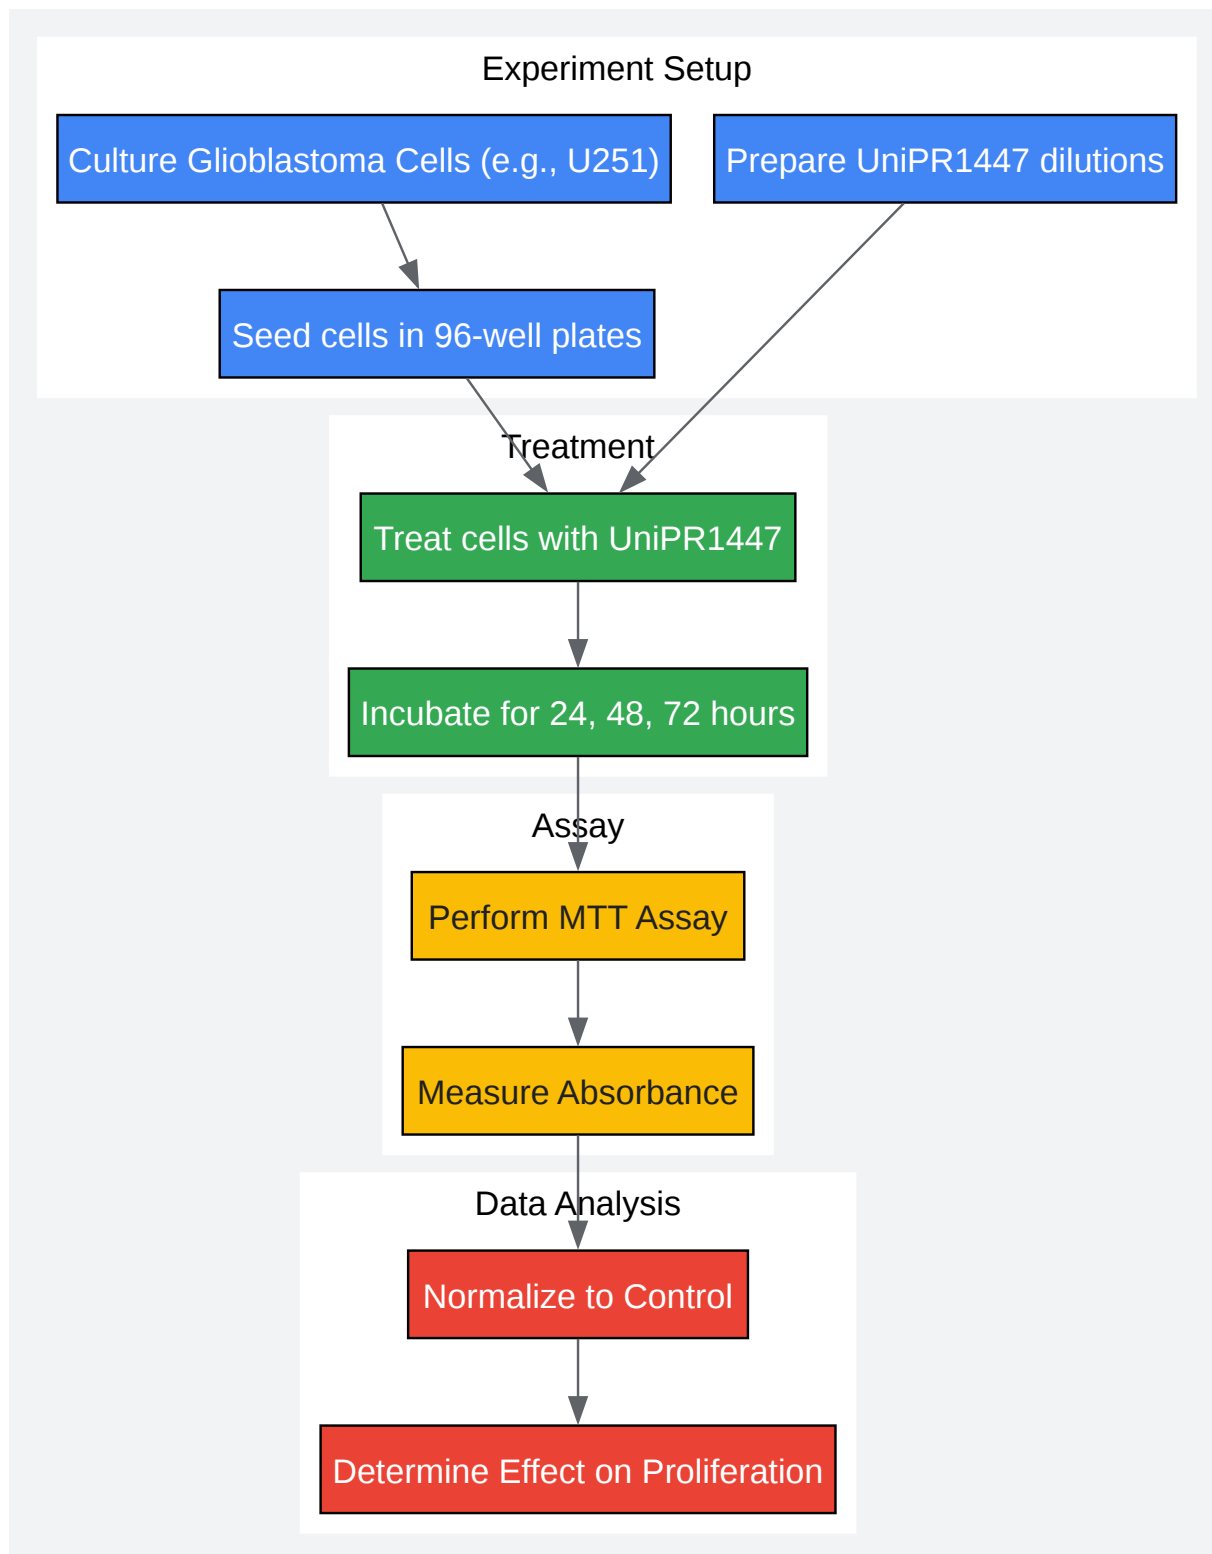 Experiment Setup
Culture Glioblastoma Cells (e.g., U251)
Prepare UniPR1447 dilutions
Seed cells in 96-well plates
Treatment
Treat cells with UniPR1447
Incubate for 24, 48, 72 hours
Assay
Perform MTT Assay
Measure Absorbance
Data Analysis
Normalize to Control
Determine Effect on Proliferation